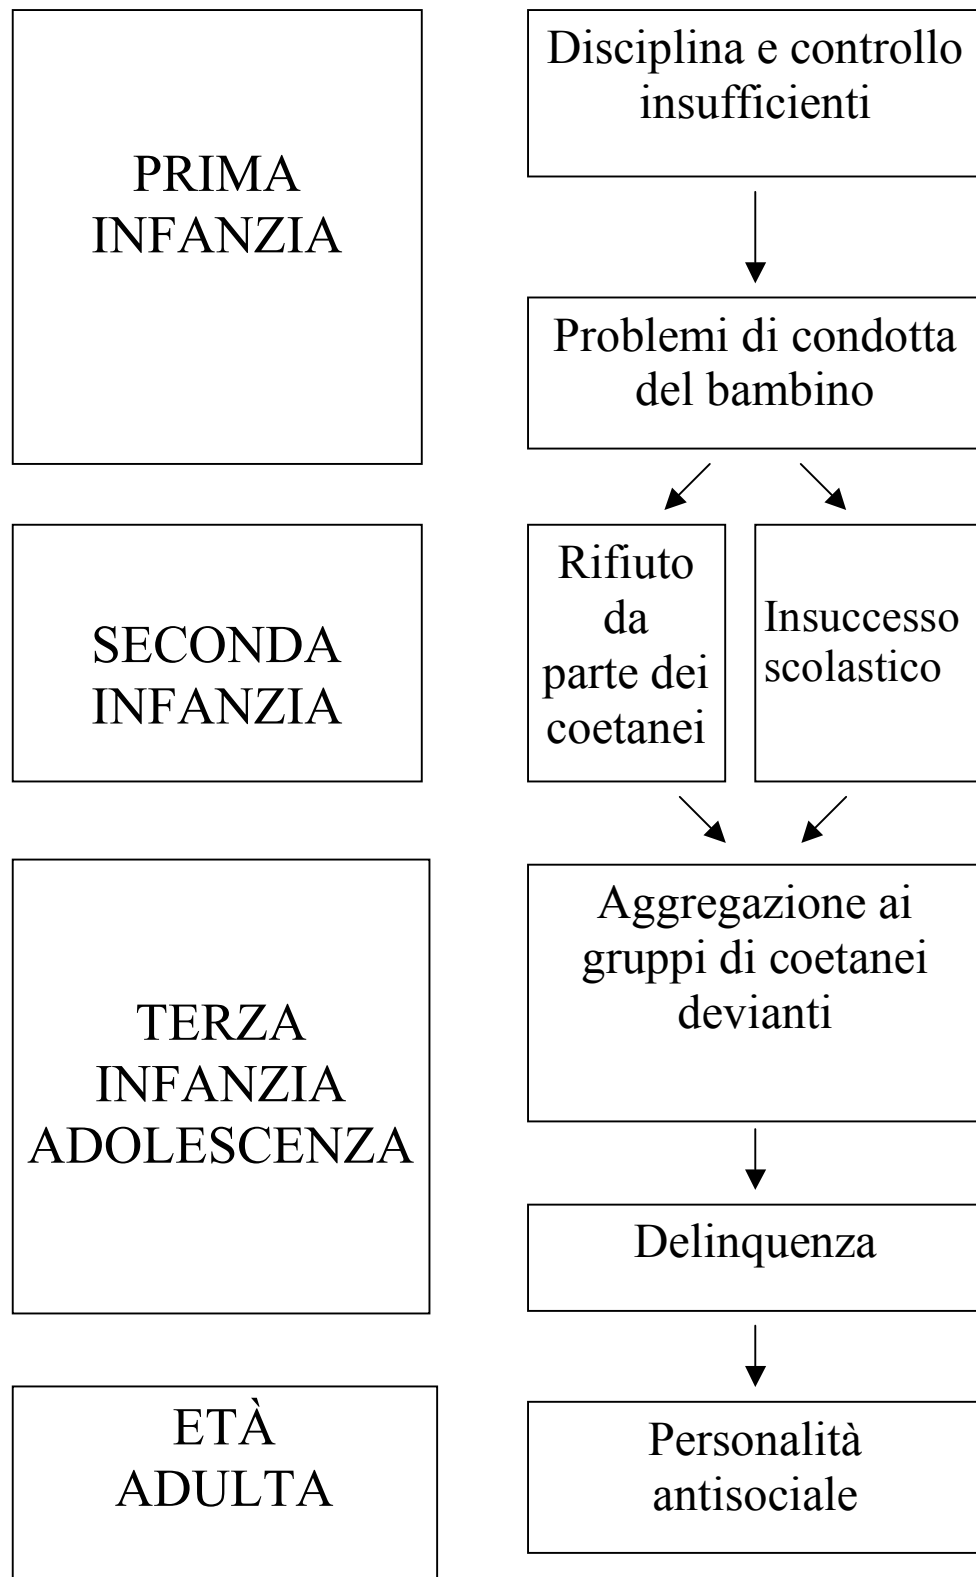 PRIMA
INFANZIA
Disciplina e controllo
insufficienti
Problemi di condotta
del bambino
SECONDA
INFANZIA
Rifiuto
da
parte dei
coetanei
Insuccesso
scolastico
TERZA
INFANZIA
ADOLESCENZA
Aggregazione ai
gruppi di coetanei
devianti
Delinquenza
ETÀ
ADULTA
Personalità
antisociale